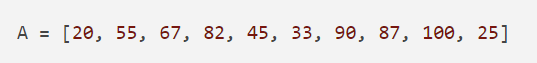 A = [20, 55, 67, 82, 45, 33, 90, 87, 100, 25]